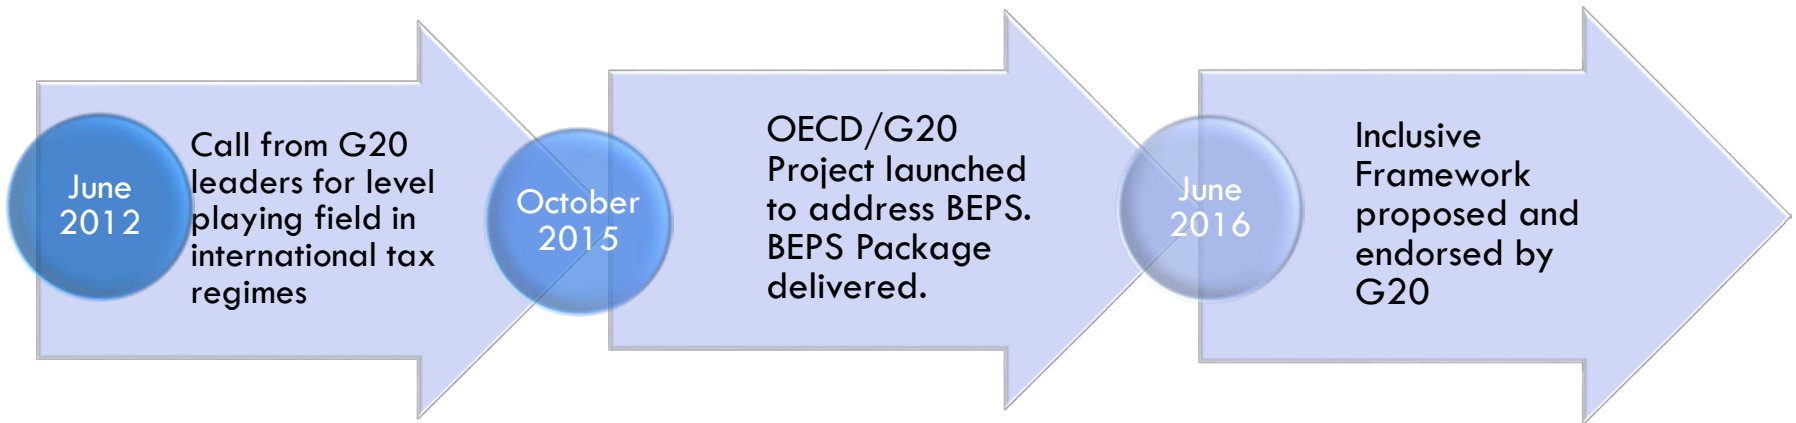 June
2012
Call from G20
leaders for level
playing field in
international tax
regimes
October
2015
OECD/G20
Project launched
to address BEPS.
BEPS Package
delivered.
June
2016
Inclusive
Framework
proposed and
endorsed by
G20